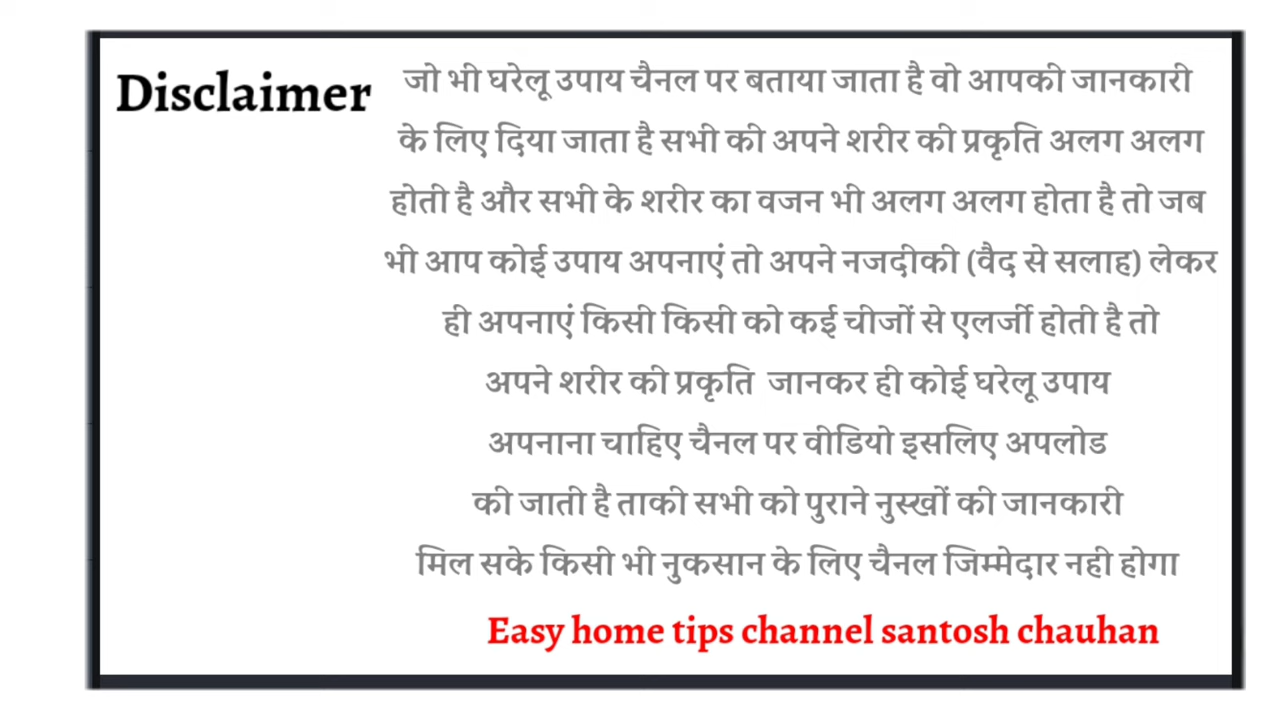 Disclaimer
जो भी घरेलू उपाय चैनल पर बताया जाता है वो आपकी जानकारी
के लिए दिया जाता है सभी की अपने शरीर की प्रकृति अलग अलग
होती है और सभी के शरीर का वजन भी अलग अलग होता है तो जब
भी आप कोई उपाय अपनाएं तो अपने नजदीकी (वैद से सलाह) लेकर
ही अपनाएं किसी किसी को कई चीजों से एलर्जी होती है तो
अपने शरीर की प्रकृति जानकर ही कोई घरेलू उपाय
अपनाना चाहिए चैनल पर वीडियो इसलिए अपलोड
की जाती है ताकी सभी को पुराने नुस्खों की जानकारी
मिल सके किसी भी नुकसान के लिए चैनल जिम्मेदार नही होगा
Easy home tips channel santosh chauhan